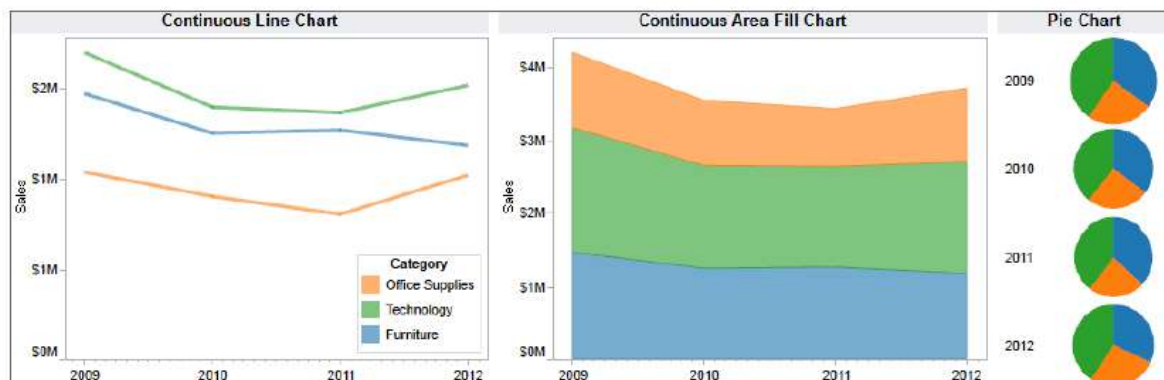 Continuous Line Chart
Sales
$2M
$1M
$1M
$0M
2009 2010 2011 2012
Category
Office Supplies
Technology
Furniture
Continuous Area Fill Chart
Sales
$4M
$3M
$2M
$1M
$0M
2009 2010 2011 2012
Pie Chart
2009
2010
2011
2012